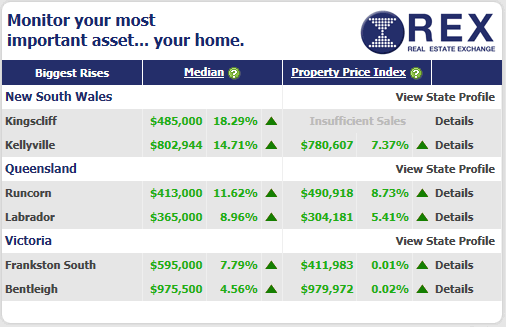 Monitor your most
important asset... your home.
REX
REAL ESTATE EXCHANGE
Biggest Rises Median ? Property Price Index ?
New South Wales View State Profile
Kingscliff $485,000 18.29% Insufficient Sales Details
Kellyville $802,944 14.71% $780,607 7.37% Details
Queensland View State Profile
Runcorn $413,000 11.62% $490,918 8.73% Details
Labrador $365,000 8.96% $304,181 5.41% Details
Victoria View State Profile
Frankston South $595,000 7.79% $411,983 0.01% Details
Bentleigh $975,500 4.56% $979,972 0.02% Details